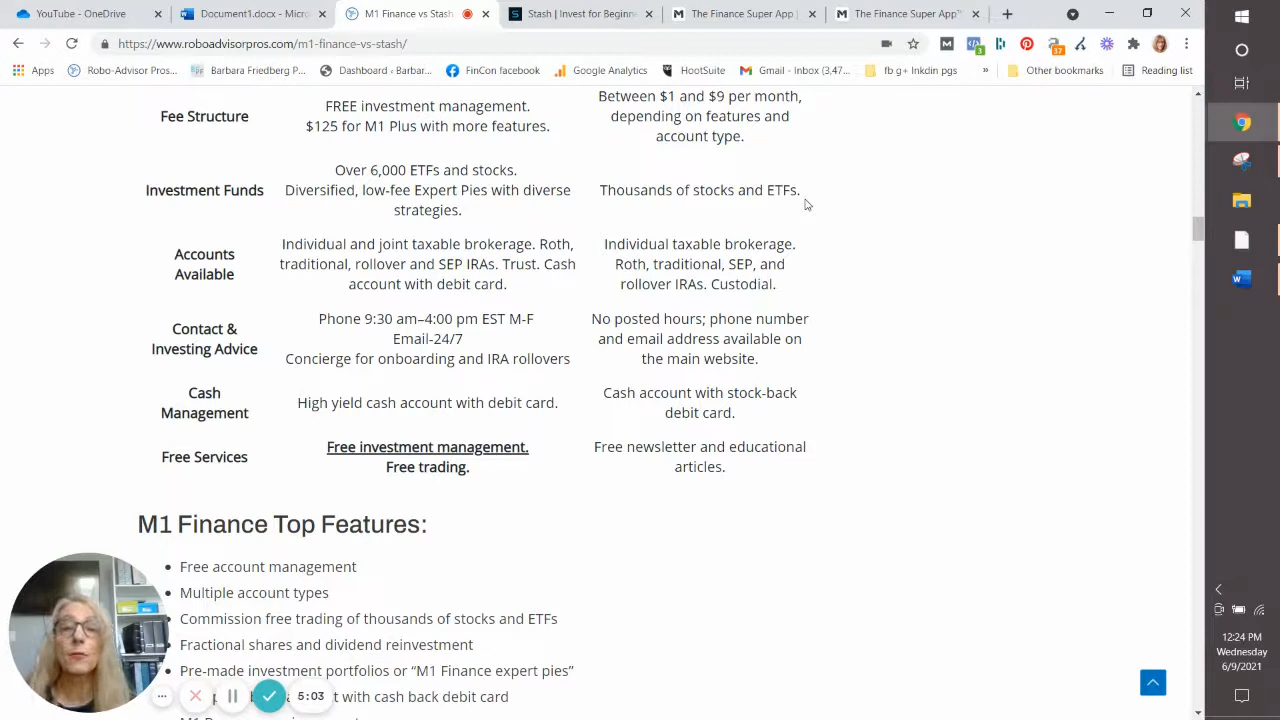 YouTube - OneDrive
Document1.docx - Micros
M1 Finance vs Stash
Stash | Invest for Beginne
The Finance Super App |
The Finance Super App™
https://www.roboadvisorpros.com/m1-finance-vs-stash/
3
37
Apps
Robo-Advisor Pros...
Barbara Friedberg P...
Dashboard ‹ Barbar...
FinCon facebook
Google Analytics
HootSuite
Gmail - Inbox (3,47...
fb g+ lnkdin pgs
»
Other bookmarks
Reading list
Fee Structure
FREE investment management.
$125 for M1 Plus with more features.
Between $1 and $9 per month,
depending on features and
account type.
Investment Funds
Over 6,000 ETFs and stocks.
Diversified, low-fee Expert Pies with diverse
strategies.
Thousands of stocks and ETFs.
Accounts
Available
Individual and joint taxable brokerage. Roth,
traditional, rollover and SEP IRAs. Trust. Cash
account with debit card.
Individual taxable brokerage.
Roth, traditional, SEP, and
rollover IRAs. Custodial.
Contact &
Investing Advice
Phone 9:30 am–4:00 pm EST M-F
Email-24/7
Concierge for onboarding and IRA rollovers
No posted hours; phone number
and email address available on
the main website.
Cash
Management
High yield cash account with debit card.
Cash account with stock-back
debit card.
Free Services
Free investment management.
Free trading.
Free newsletter and educational
articles.
M1 Finance Top Features:
Free account management
Multiple account types
Commission free trading of thousands of stocks and ETFs
Fractional shares and dividend reinvestment
Pre-made investment portfolios or “M1 Finance expert pies”
with cash back debit card
5:03
12:24 PM
Wednesday
6/9/2021